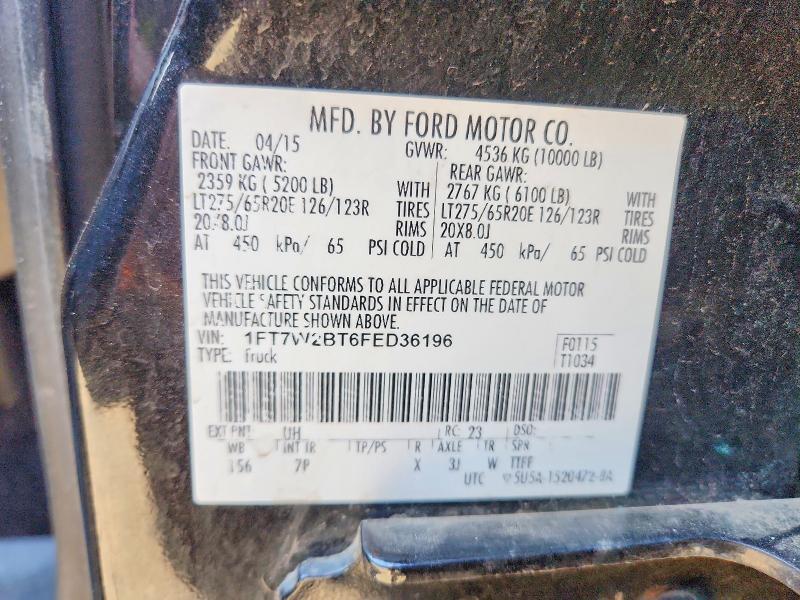 MFD. BY FORD MOTOR CO.
DATE: 04/15 GVWR: 4536 KG (10000 LB)
FRONT GAWR: REAR GAWR:
2359 KG ( 5200 LB) WITH 2767 KG ( 6100 LB) WITH
LT275/65R20E 126/123R TIRES LT275/65R20E 126/123R TIRES
20X8.0J RIMS 20X8.0J RIMS
AT 450 kPa/ 65 PSI COLD AT 450 kPa/ 65 PSI COLD
THIS VEHICLE CONFORMS TO ALL APPLICABLE FEDERAL MOTOR
VEHICLE SAFETY STANDARDS IN EFFECT ON THE DATE OF
MANUFACTURE SHOWN ABOVE.
VIN: 1FT7W2BT6FED36196 F0115
TYPE: Truck T1034
EXT PNT: UH RC: 23 DSO:
WB INT TR TP/PS R AXLE TR SPR
156 7P X 3J W TTFF
UTC 5U5A-1520472-BA